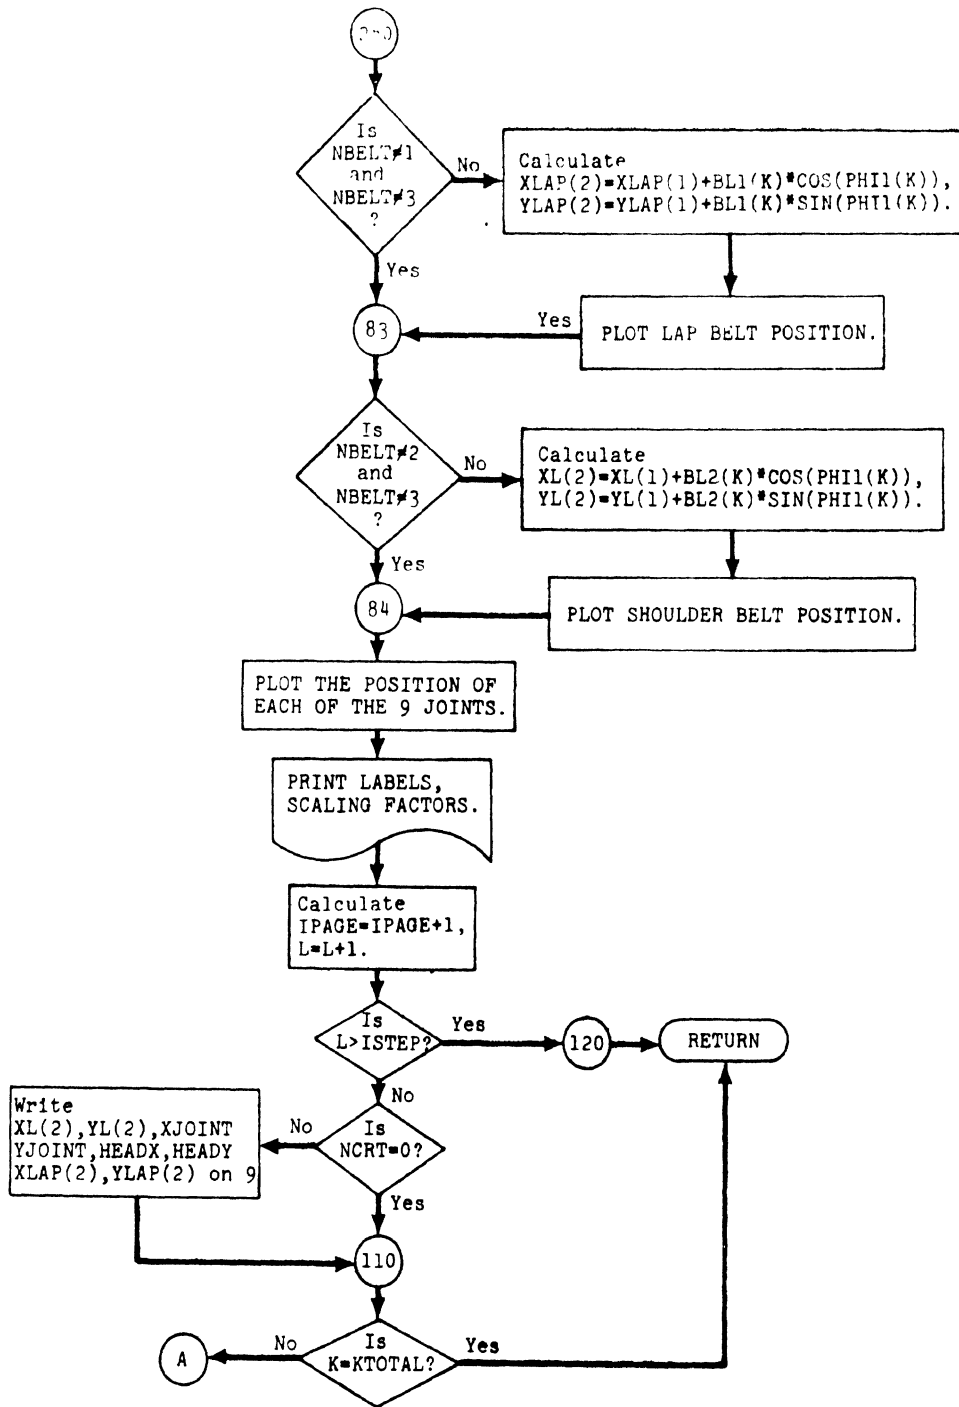 Is
NBELT≠1
and
NBELT≠3
?
No
Calculate
XLAP(2)=XLAP(1)+BL1(K)*COS(PHI1(K)),
YLAP(2)=YLAP(1)+BL1(K)*SIN(PHI1(K)).
Yes
83
Yes
PLOT LAP BELT POSITION.
Is
NBELT≠2
and
NBELT≠3
?
No
Calculate
XL(2)=XL(1)+BL2(K)*COS(PHI1(K)),
YL(2)=YL(1)+BL2(K)*SIN(PHI1(K)).
Yes
84
PLOT SHOULDER BELT POSITION.
PLOT THE POSITION OF
EACH OF THE 9 JOINTS.
PRINT LABELS,
SCALING FACTORS.
Calculate
IPAGE=IPAGE+1,
L=L+1.
Is
L>ISTEP?
Yes
120
RETURN
No
Write
XL(2),YL(2),XJOINT
YJOINT,HEADX,HEADY
XLAP(2),YLAP(2) on 9
No
Is
NCRT=0?
Yes
110
A
No
Is
K=KTOTAL?
Yes